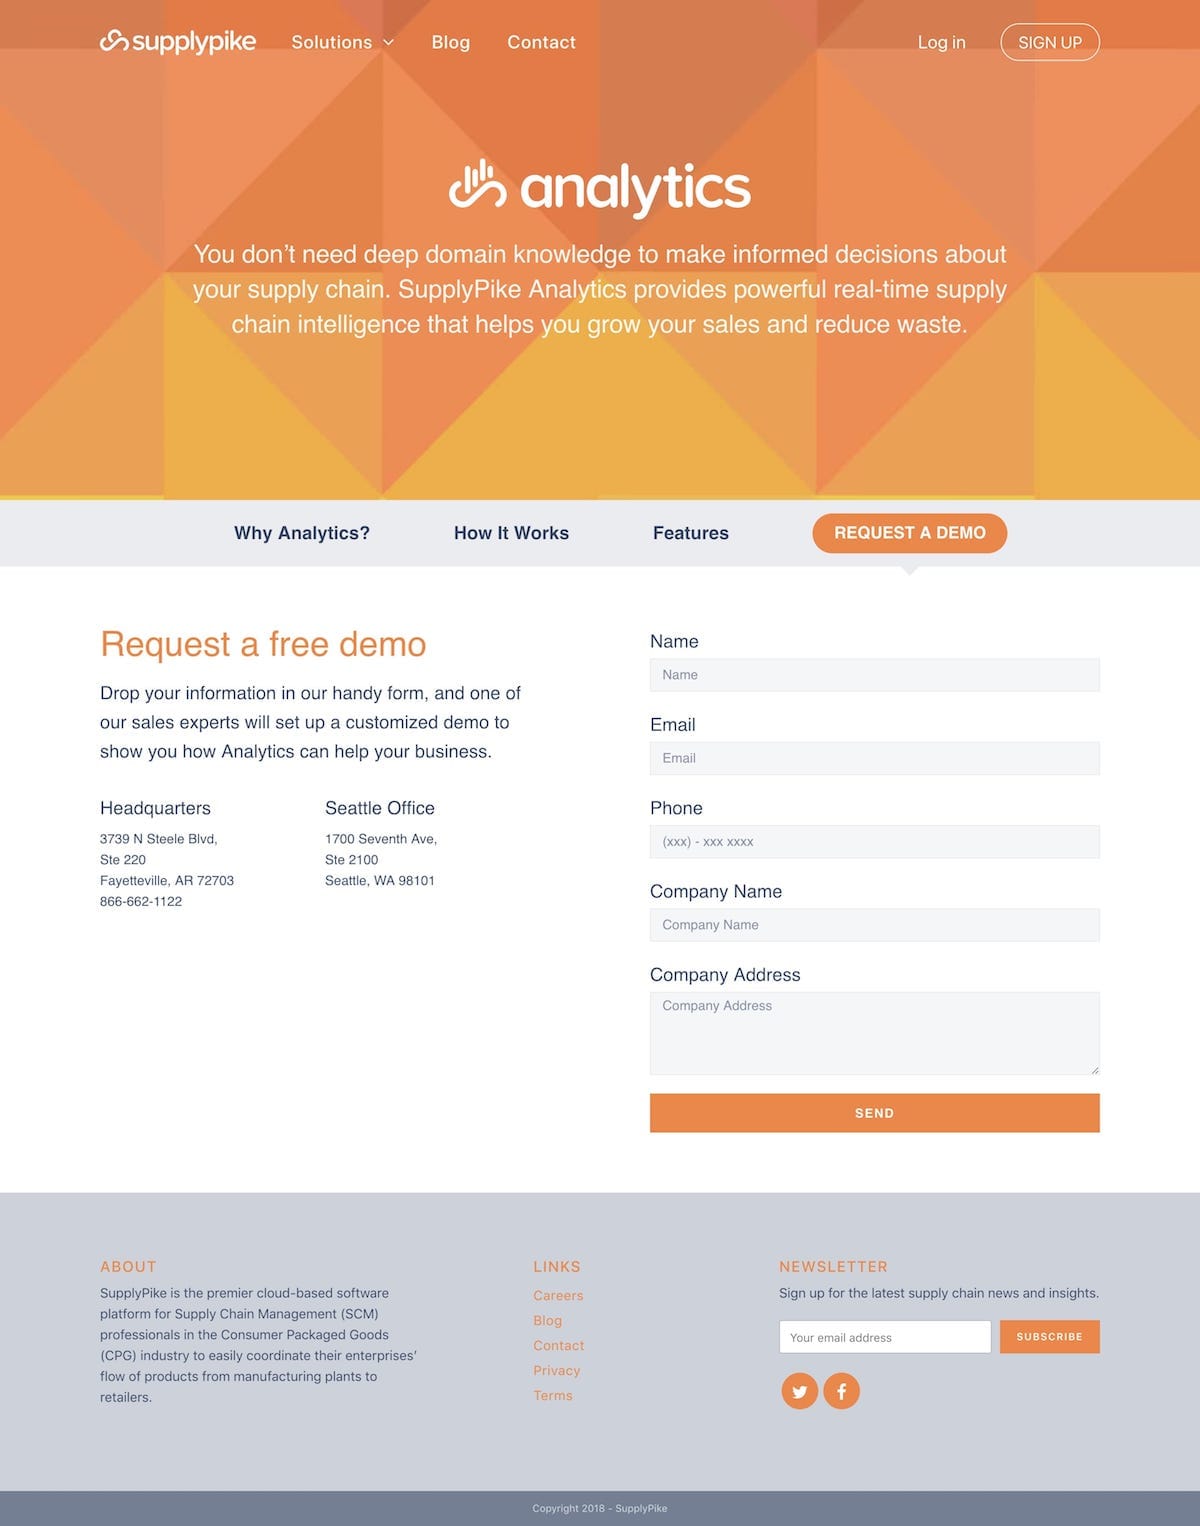 supplypike
Solutions
Blog
Contact
Log in
SIGN UP
analytics
You don’t need deep domain knowledge to make informed decisions about
your supply chain. SupplyPike Analytics provides powerful real-time supply
chain intelligence that helps you grow your sales and reduce waste.
Why Analytics?
How It Works
Features
REQUEST A DEMO
Request a free demo
Drop your information in our handy form, and one of
our sales experts will set up a customized demo to
show you how Analytics can help your business.
Headquarters
3739 N Steele Blvd,
Ste 220
Fayetteville, AR 72703
866-662-1122
Seattle Office
1700 Seventh Ave,
Ste 2100
Seattle, WA 98101
Name
Name
Email
Email
Phone
(xxx) - xxx xxxx
Company Name
Company Name
Company Address
Company Address
SEND
ABOUT
SupplyPike is the premier cloud-based software
platform for Supply Chain Management (SCM)
professionals in the Consumer Packaged Goods
(CPG) industry to easily coordinate their enterprises’
flow of products from manufacturing plants to
retailers.
LINKS
Careers
Blog
Contact
Privacy
Terms
NEWSLETTER
Sign up for the latest supply chain news and insights.
Your email address
SUBSCRIBE
Copyright 2018 - SupplyPike